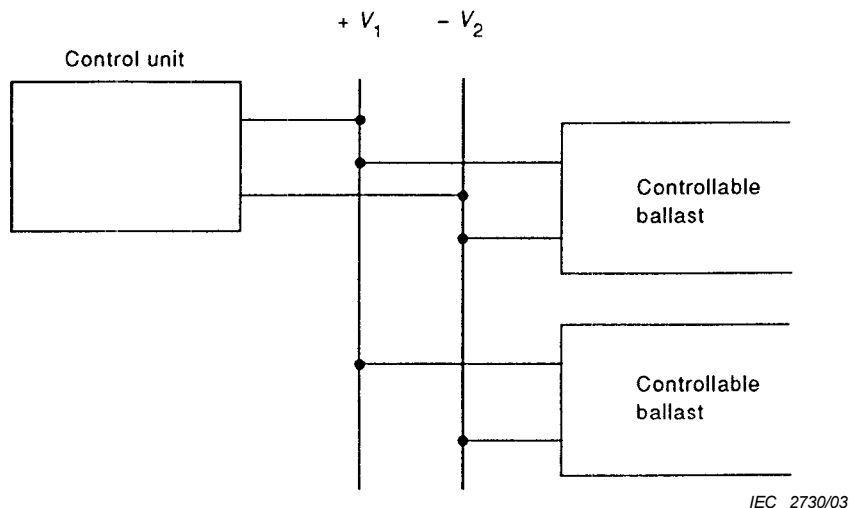 + V1 − V2
Control unit
Controllable
ballast
Controllable
ballast
IEC 2730/03